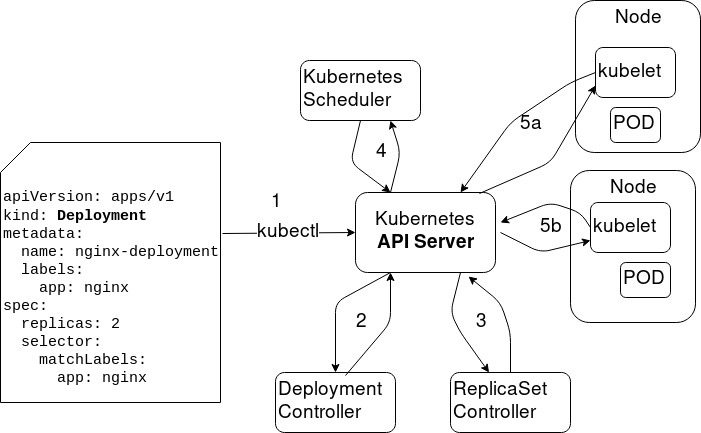 Node
kubelet
POD
Kubernetes
Scheduler
5a
4
Node
kubelet
POD
5b
apiVersion: apps/v1
kind: Deployment
metadata:
  name: nginx-deployment
  labels:
    app: nginx
spec:
  replicas: 2
  selector:
    matchLabels:
      app: nginx
1
kubectl
Kubernetes
API Server
2
3
Deployment
Controller
ReplicaSet
Controller